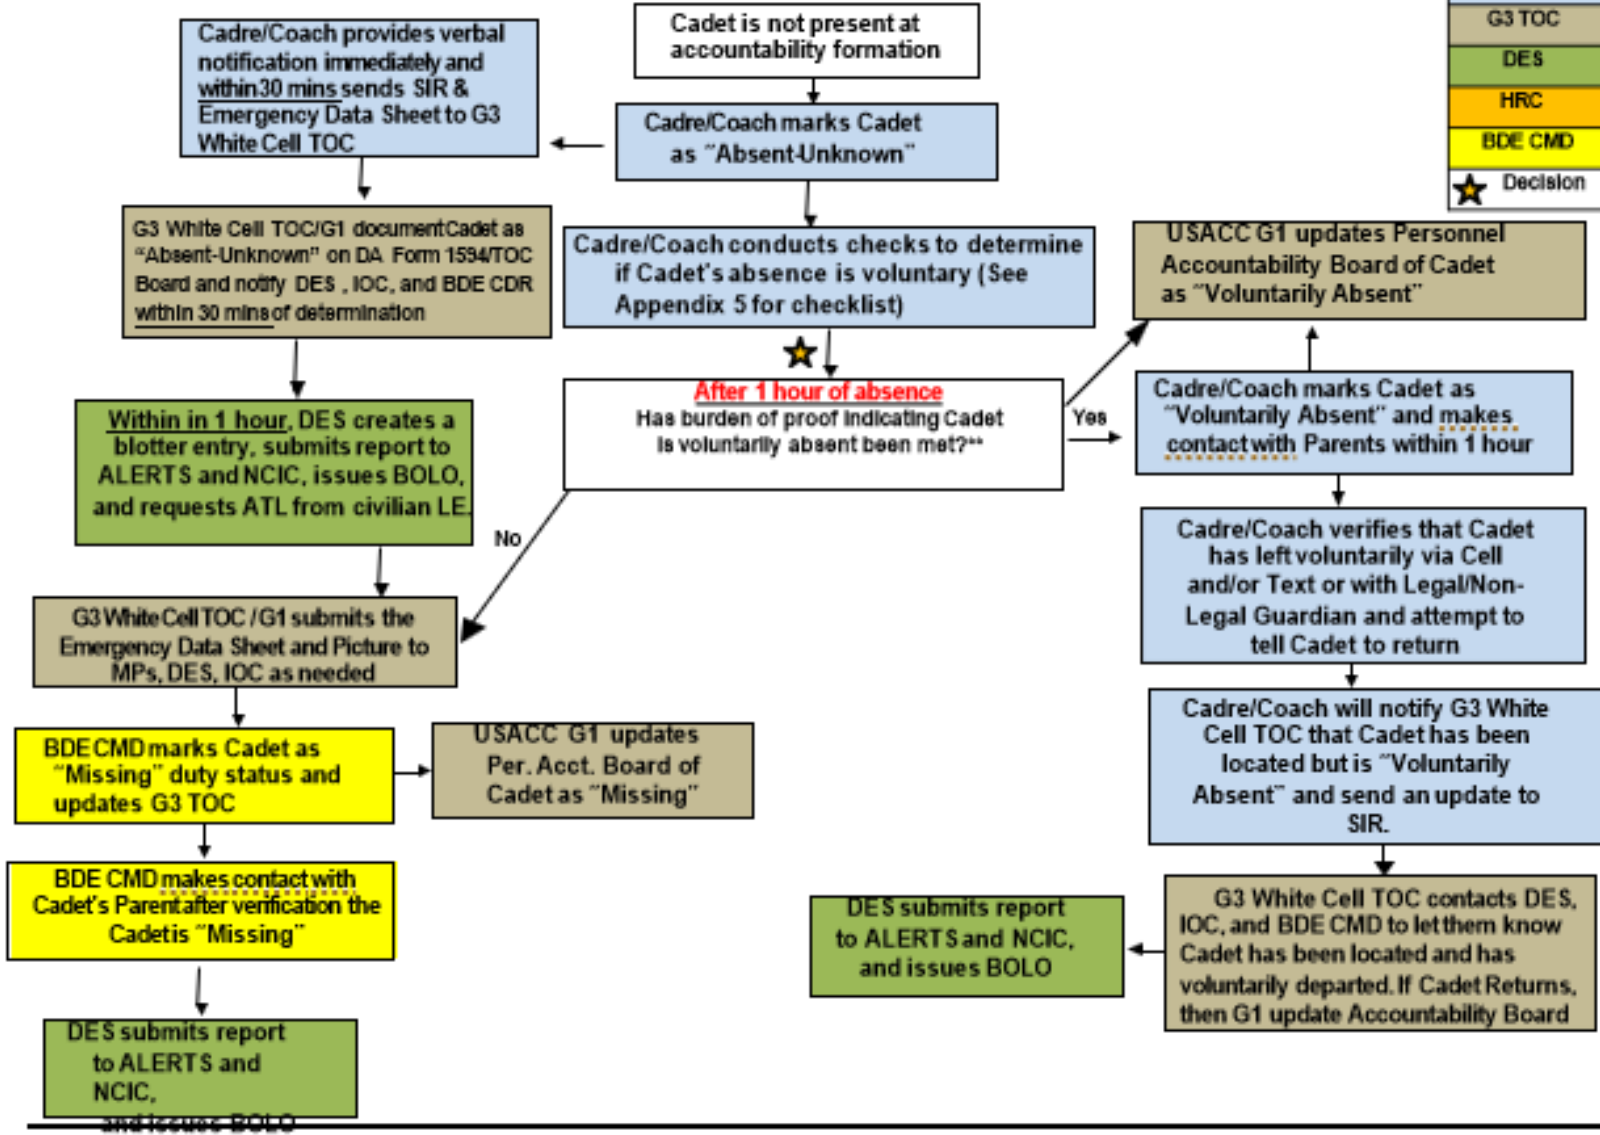 Cadet is not present at
accountability formation
Cadre/Coach provides verbal
notification immediately and
within30 mins sends SIR &
Emergency Data Sheet to G3
White Cell TOC
Cadre/Coach marks Cadet
as "Absent-Unknown"
G3 TOC
DES
HRC
BDE CMD
Decision
G3 White Cell TOC/G1 documentCadet as
"Absent-Unknown" on DA Form 1594/TOC
Board and notify DES , IOC, and BDE CDR
within 30 mins of determination
Cadre/Coach conducts checks to determine
if Cadet's absence is voluntary (See
Appendix 5 for checklist)
USACC G1 updates Personnel
Accountability Board of Cadet
as "Voluntarily Absent"
After 1 hour of absence
Has burden of proof indicating Cadet
is voluntarily absent been met?**
Yes
No
Cadre/Coach marks Cadet as
"Voluntarily Absent" and makes
contact with Parents within 1 hour
Within in 1 hour, DES creates a
blotter entry, submits report to
ALERTS and NCIC, issues BOLO,
and requests ATL from civilian LE.
Cadre/Coach verifies that Cadet
has left voluntarily via Cell
and/or Text or with Legal/Non-
Legal Guardian and attempt to
tell Cadet to return
G3 White Cell TOC / G1 submits the
Emergency Data Sheet and Picture to
MPs, DES, IOC as needed
Cadre/Coach will notify G3 White
Cell TOC that Cadet has been
located but is "Voluntarily
Absent" and send an update to
SIR.
BDE CMD marks Cadet as
"Missing" duty status and
updates G3 TOC
USACC G1 updates
Per. Acct. Board of
Cadet as "Missing"
BDE CMD makes contact with
Cadet's Parent after verification the
Cadet is "Missing"
G3 White Cell TOC contacts DES,
IOC, and BDE CMD to let them know
Cadet has been located and has
voluntarily departed. If Cadet Returns,
then G1 update Accountability Board
DES submits report
to ALERTS and NCIC,
and issues BOLO
DES submits report
to ALERTS and
NCIC,
and issues BOLO